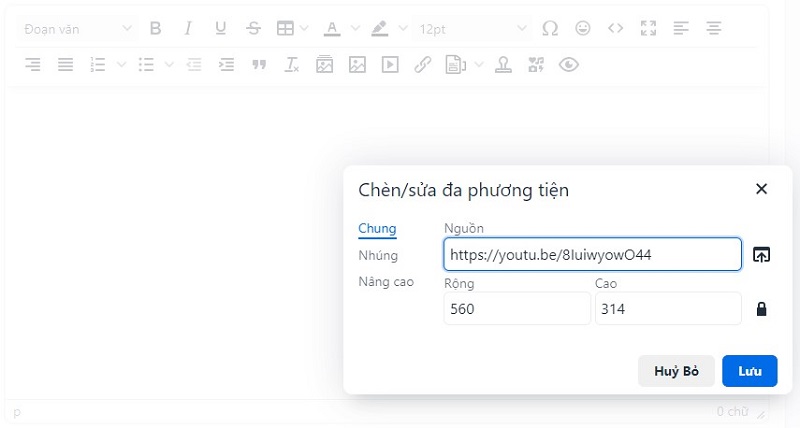 Đoạn văn
B I U S A 12pt Ω
Chèn/sửa đa phương tiện
Chung
Nguồn
Nhúng
https://youtu.be/8IuiwyowO44
Nâng cao
Rộng
Cao
560
314
Huỷ Bỏ
Lưu
p
0 chữ